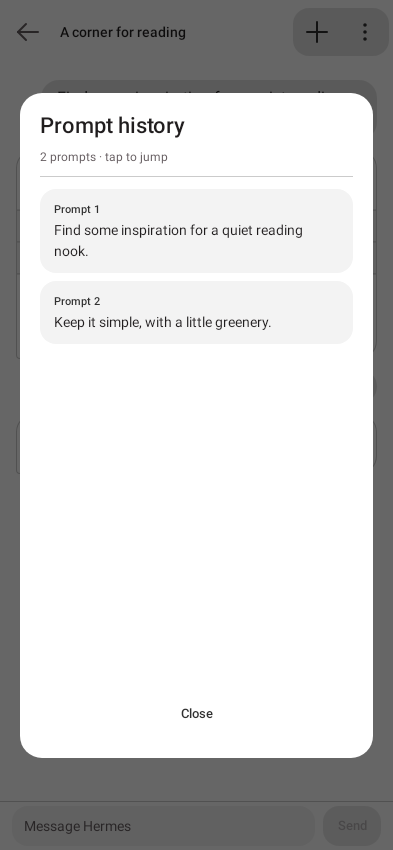 A corner for reading
Prompt history
2 prompts · tap to jump
Prompt 1
Find some inspiration for a quiet reading
nook.
Prompt 2
Keep it simple, with a little greenery.
Close
Message Hermes
Send